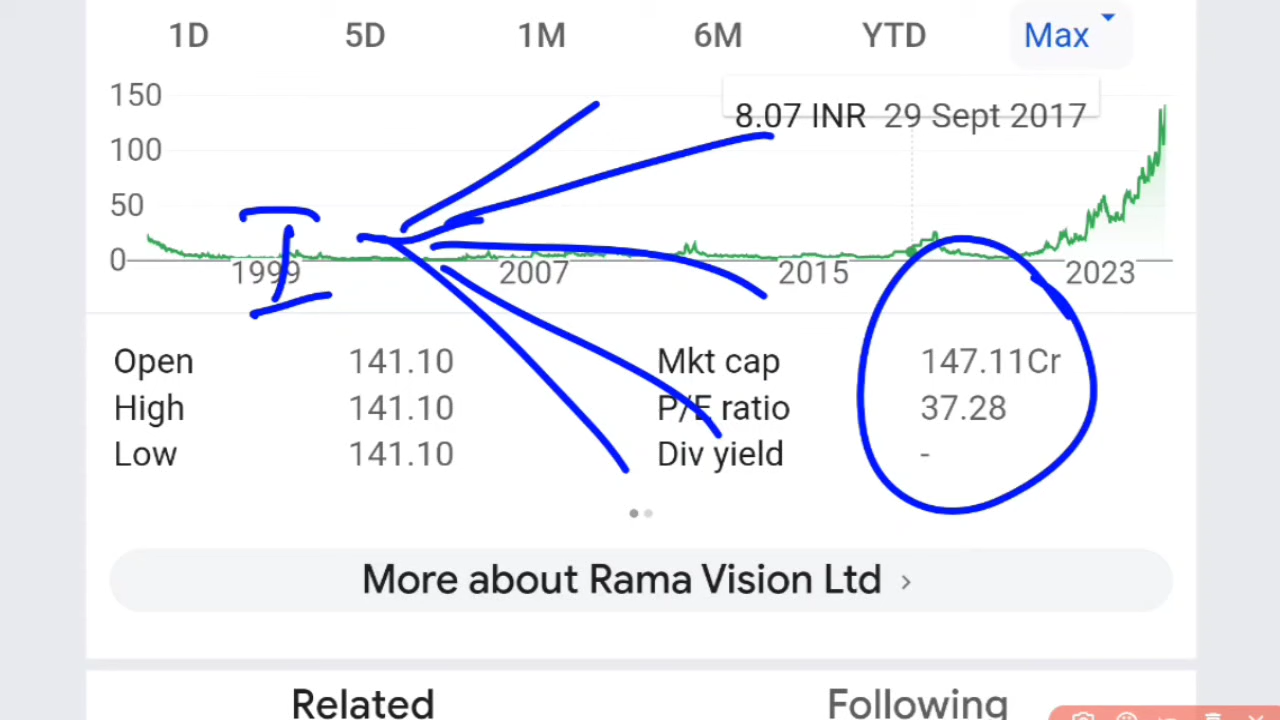 1D 5D 1M 6M YTD Max
8.07 INR 29 Sept 2017
150
100
50
0
1999 2007 2015 2023
Open 141.10 Mkt cap 147.11Cr
High 141.10 P/E ratio 37.28
Low 141.10 Div yield -
More about Rama Vision Ltd ›
Related Following